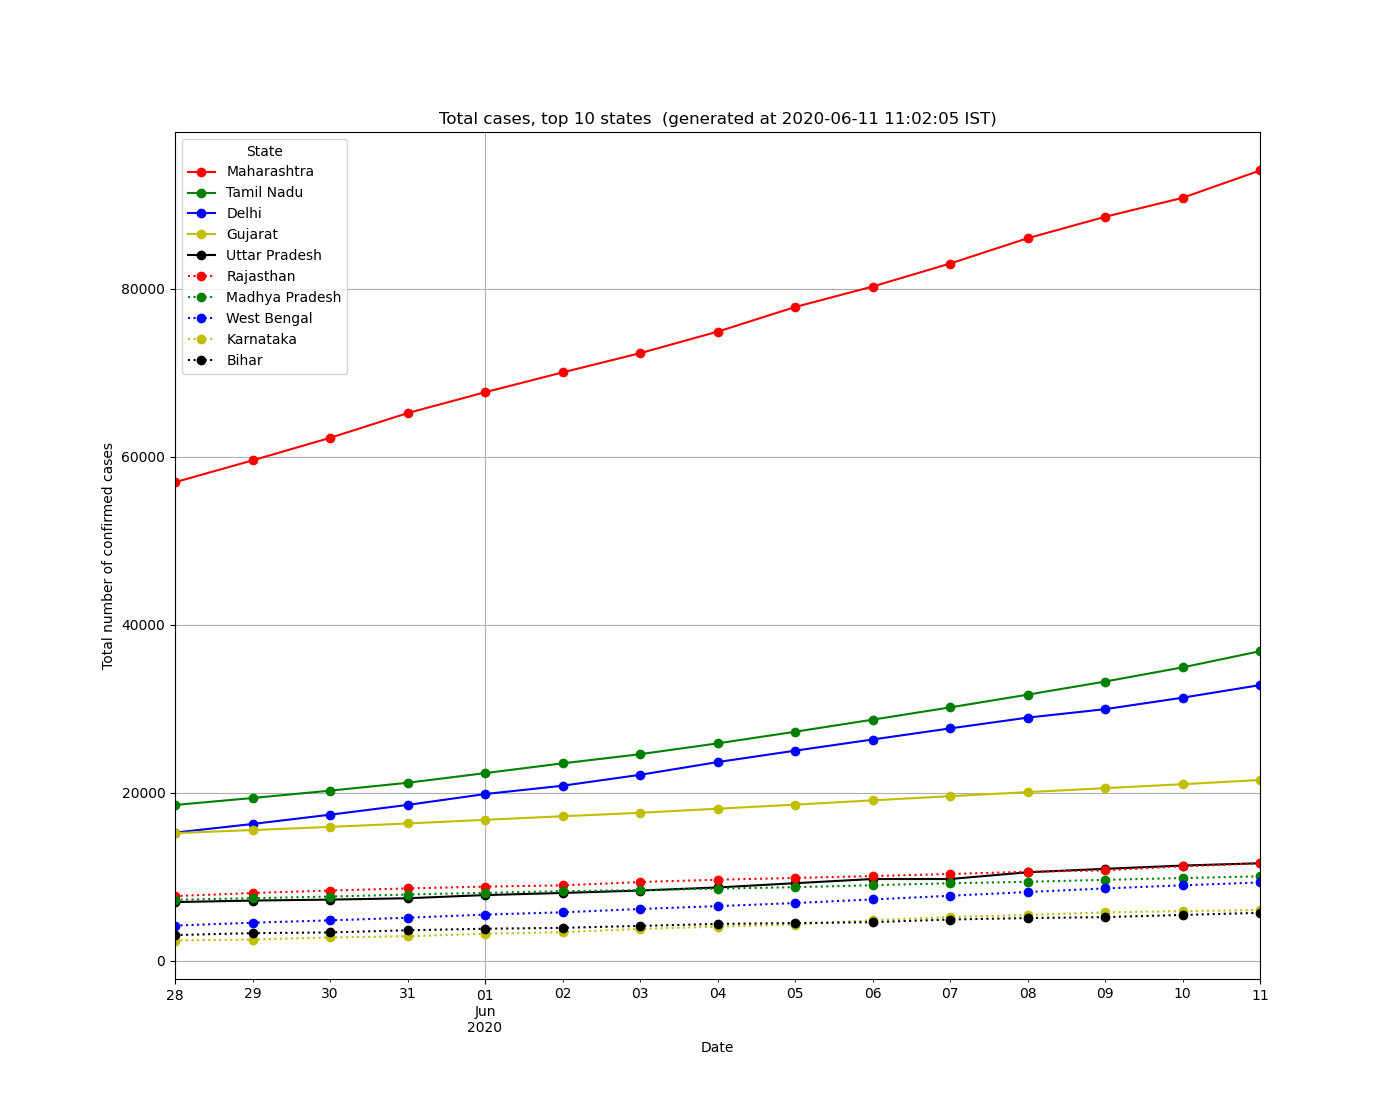 Total cases, top 10 states  (generated at 2020-06-11 11:02:05 IST)
State
Maharashtra
Tamil Nadu
Delhi
Gujarat
Uttar Pradesh
Rajasthan
Madhya Pradesh
West Bengal
Karnataka
Bihar
Total number of confirmed cases
80000
60000
40000
20000
0
28 29 30 31 01 02 03 04 05 06 07 08 09 10 11
Jun
2020
Date